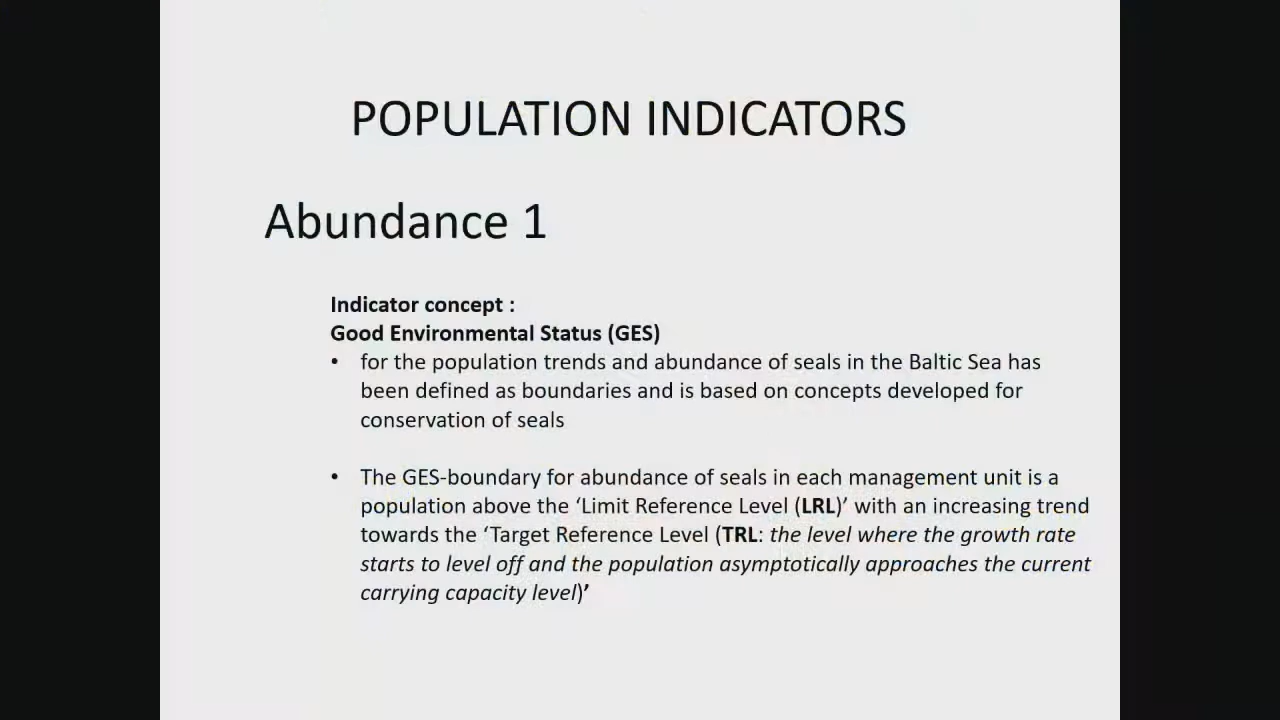 POPULATION INDICATORS
Abundance 1
Indicator concept :
Good Environmental Status (GES)
• for the population trends and abundance of seals in the Baltic Sea has
been defined as boundaries and is based on concepts developed for
conservation of seals
• The GES-boundary for abundance of seals in each management unit is a
population above the ‘Limit Reference Level (LRL)’ with an increasing trend
towards the ‘Target Reference Level (TRL: the level where the growth rate
starts to level off and the population asymptotically approaches the current
carrying capacity level)’